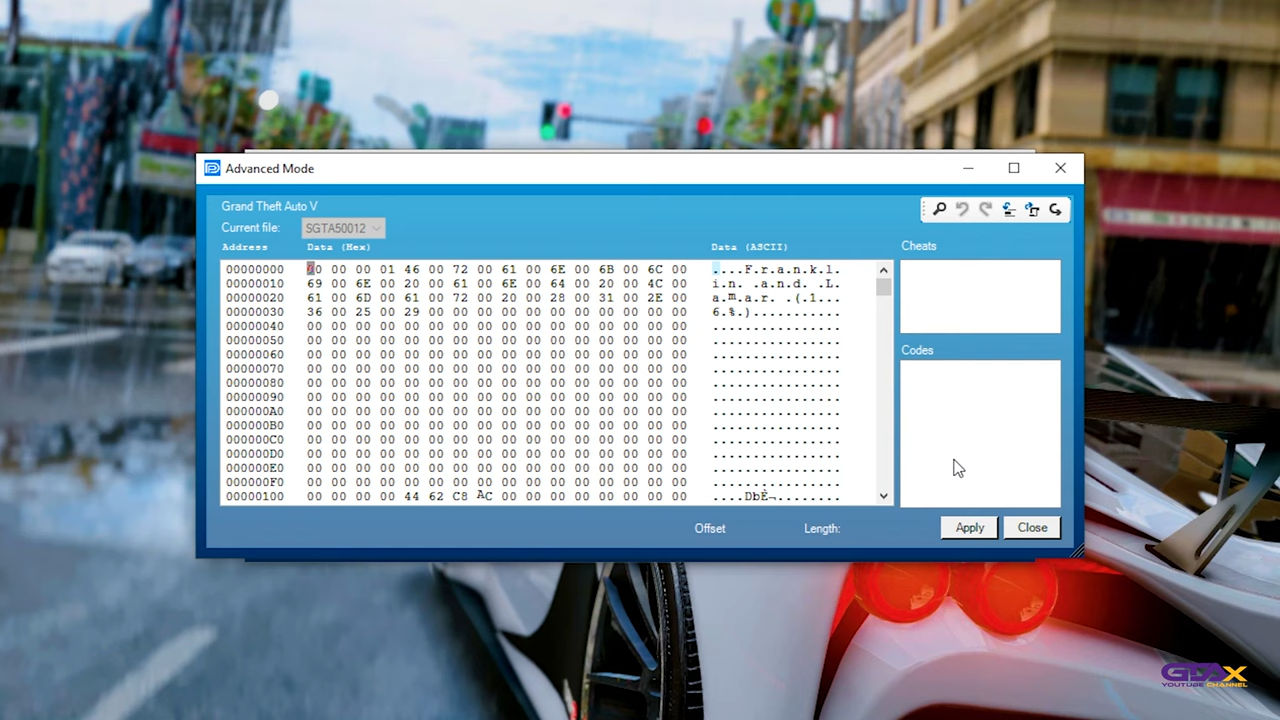 Advanced Mode
Grand Theft Auto V
Current file: SGTA50012
Address Data (Hex) Data (ASCII) Cheats
00000000 00 00 00 01 46 00 72 00 61 00 6E 00 6B 00 6C 00 ....F.r.a.n.k.l.
00000010 69 00 6E 00 20 00 61 00 6E 00 64 00 20 00 4C 00 i.n. .a.n.d. .L.
00000020 61 00 6D 00 61 00 72 00 20 00 28 00 31 00 2E 00 a.m.a.r. .(.1...
00000030 36 00 25 00 29 00 00 00 00 00 00 00 00 00 00 00 6.%.)...........
00000040 00 00 00 00 00 00 00 00 00 00 00 00 00 00 00 00 ................
00000050 00 00 00 00 00 00 00 00 00 00 00 00 00 00 00 00 ................
Codes
00000060 00 00 00 00 00 00 00 00 00 00 00 00 00 00 00 00 ................
00000070 00 00 00 00 00 00 00 00 00 00 00 00 00 00 00 00 ................
00000080 00 00 00 00 00 00 00 00 00 00 00 00 00 00 00 00 ................
00000090 00 00 00 00 00 00 00 00 00 00 00 00 00 00 00 00 ................
000000A0 00 00 00 00 00 00 00 00 00 00 00 00 00 00 00 00 ................
000000B0 00 00 00 00 00 00 00 00 00 00 00 00 00 00 00 00 ................
000000C0 00 00 00 00 00 00 00 00 00 00 00 00 00 00 00 00 ................
000000D0 00 00 00 00 00 00 00 00 00 00 00 00 00 00 00 00 ................
000000E0 00 00 00 00 00 00 00 00 00 00 00 00 00 00 00 00 ................
000000F0 00 00 00 00 00 00 00 00 00 00 00 00 00 00 00 00 ................
00000100 00 00 00 00 44 62 C8 AC 00 00 00 00 00 00 00 00 ....DbÈ¬........
Offset Length: Apply Close
GTAX
YOUTUBE CHANNEL